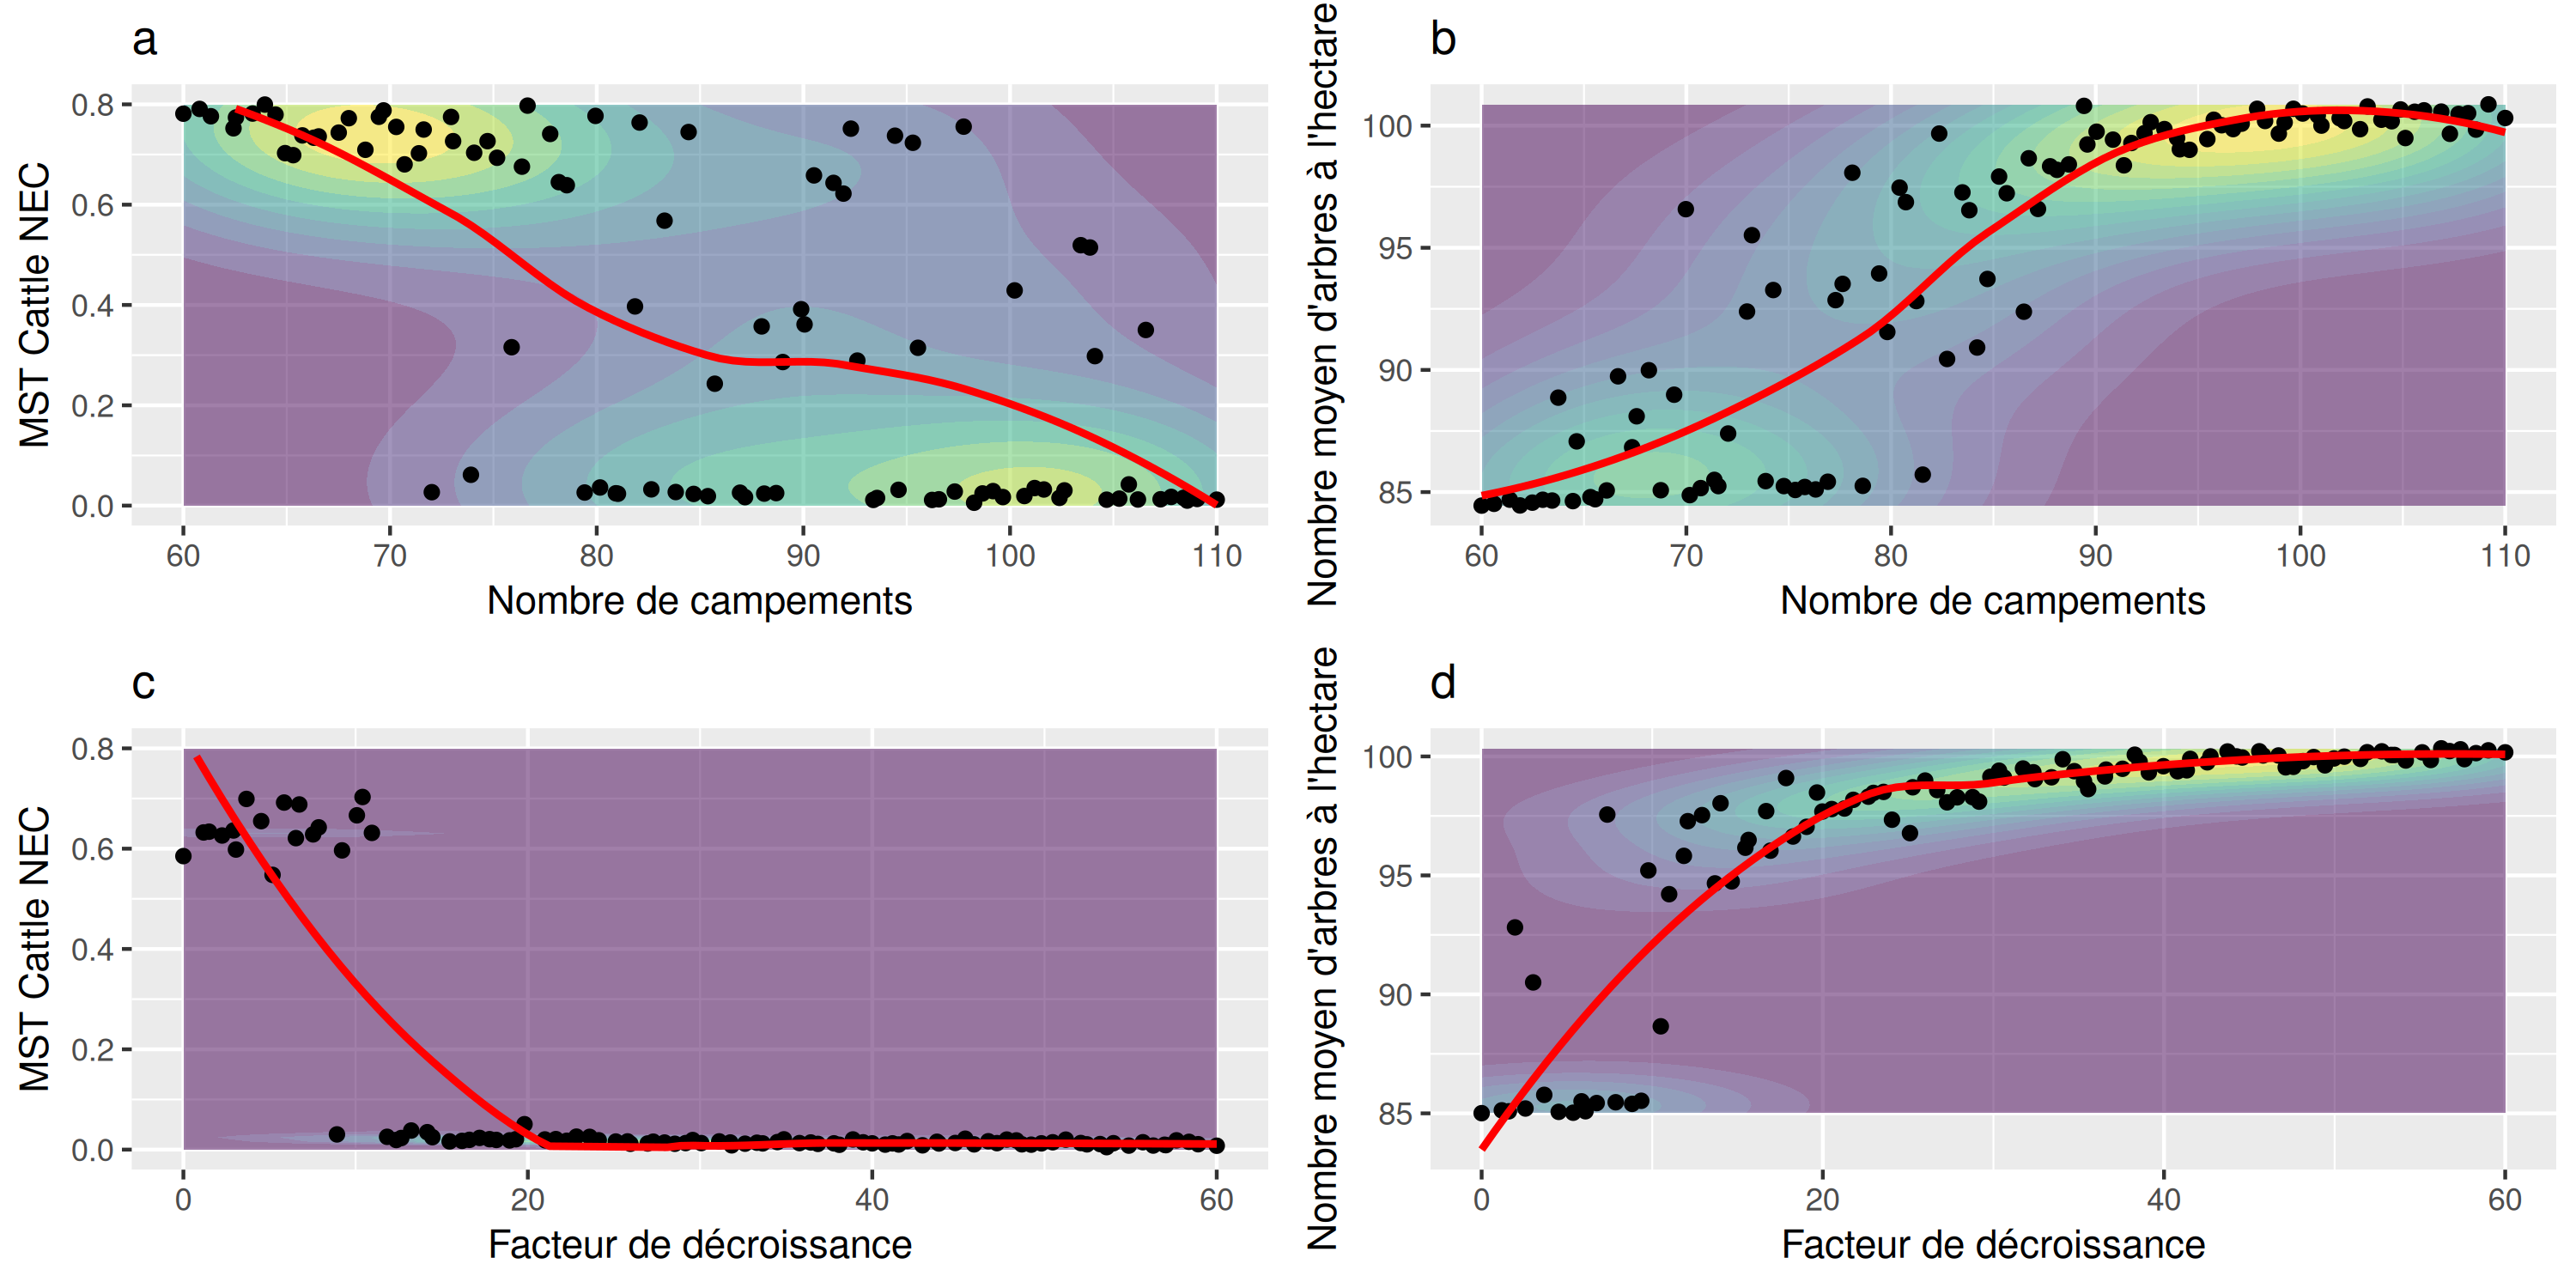 a
MST Cattle NEC
0.8
0.6
0.4
0.2
0.0
60 70 80 90 100 110
Nombre de campements
b
Nombre moyen d'arbres à l'hectare
100
95
90
85
60 70 80 90 100 110
Nombre de campements
c
MST Cattle NEC
0.8
0.6
0.4
0.2
0.0
0 20 40 60
Facteur de décroissance
d
Nombre moyen d'arbres à l'hectare
100
95
90
85
0 20 40 60
Facteur de décroissance